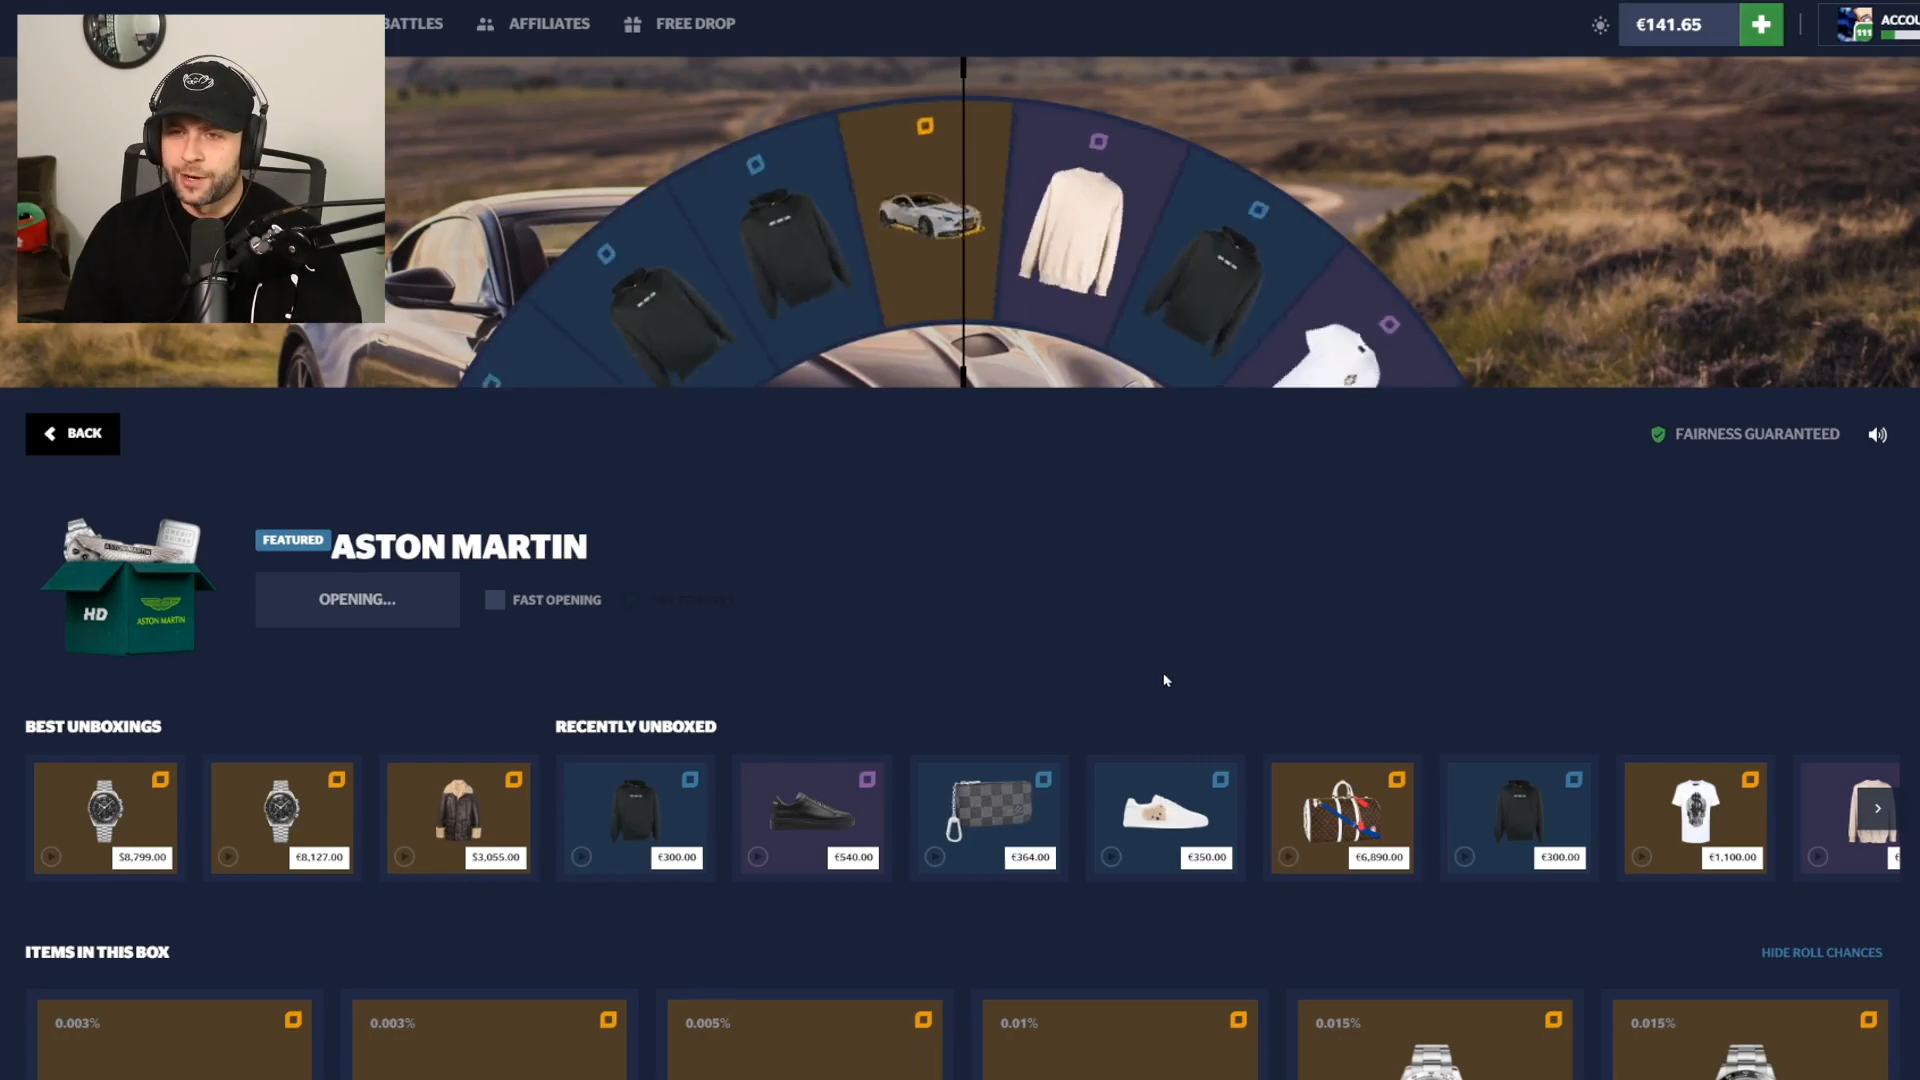 BATTLES
AFFILIATES
FREE DROP
€141.65
111
ACCOU
BACK
FAIRNESS GUARANTEED
HD
ASTON MARTIN
FEATURED
ASTON MARTIN
OPENING...
FAST OPENING
BEST UNBOXINGS
RECENTLY UNBOXED
$8,799.00
€8,127.00
$3,055.00
€300.00
€540.00
€364.00
€350.00
€6,890.00
€300.00
€1,100.00
ITEMS IN THIS BOX
HIDE ROLL CHANCES
0.003%
0.003%
0.005%
0.01%
0.015%
0.015%